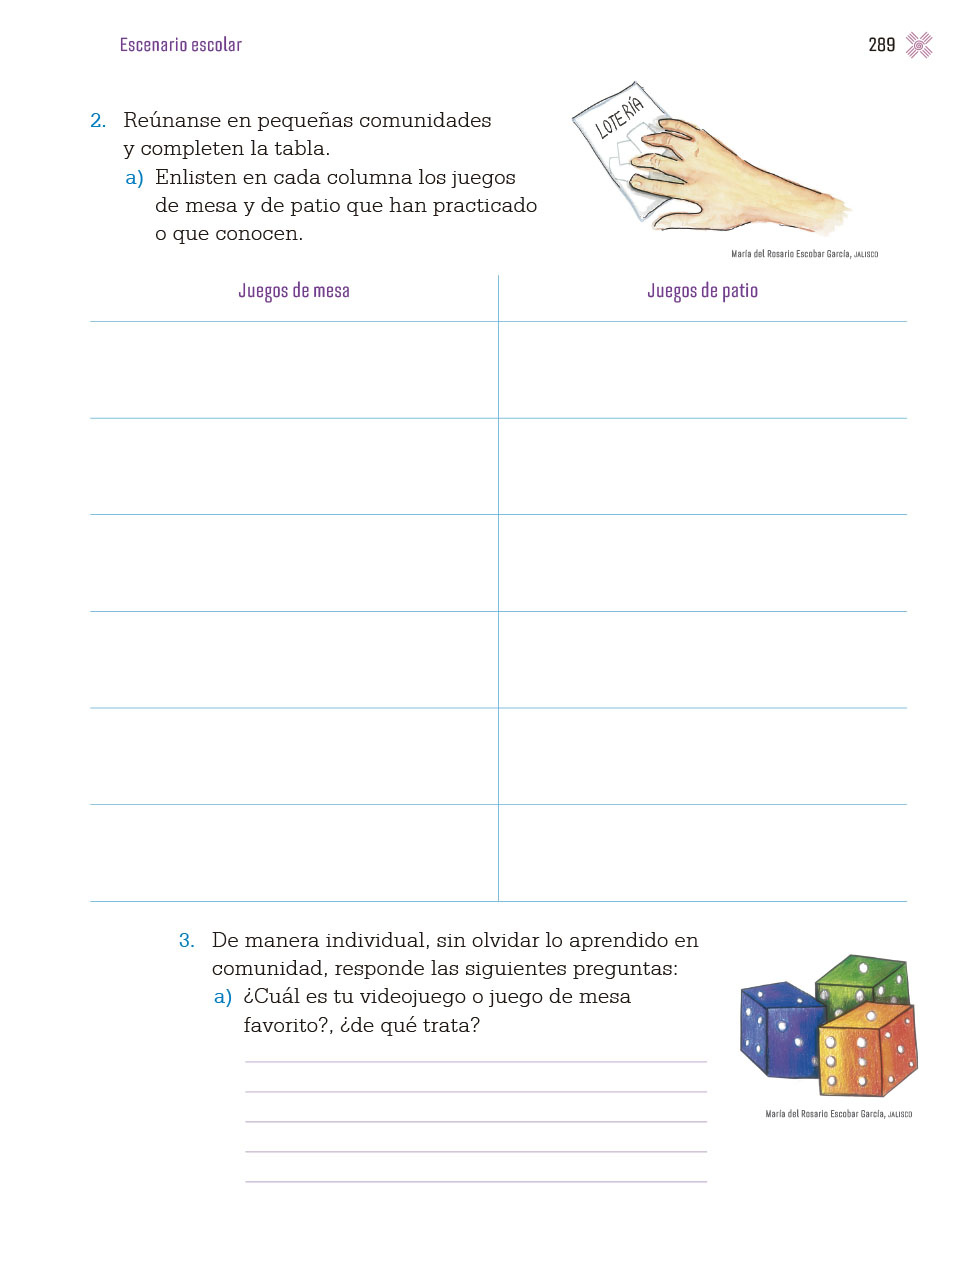 Escenario escolar
289
2. Reúnanse en pequeñas comunidades
y completen la tabla.
a) Enlisten en cada columna los juegos
de mesa y de patio que han practicado
o que conocen.
LOTERÍA
María del Rosario Escobar García, JALISCO
Juegos de mesa
Juegos de patio
3. De manera individual, sin olvidar lo aprendido en
comunidad, responde las siguientes preguntas:
a) ¿Cuál es tu videojuego o juego de mesa
favorito?, ¿de qué trata?
María del Rosario Escobar García, JALISCO